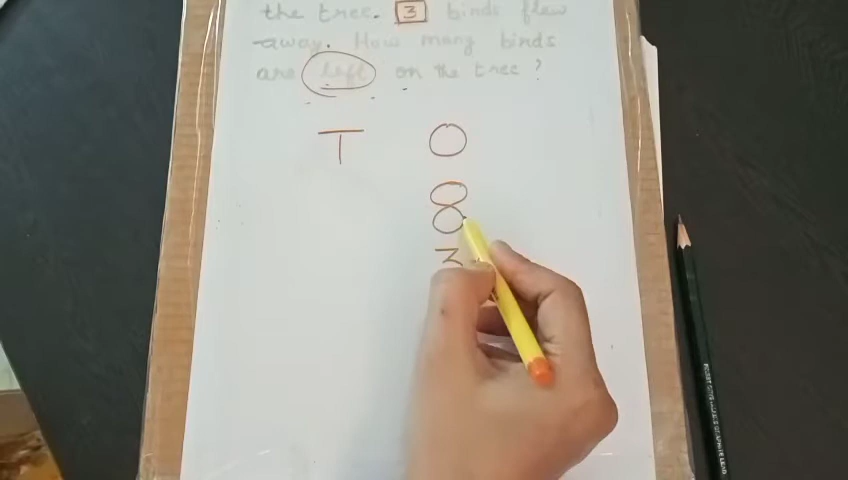 the tree. 3 birds flew
away. How many birds
are left on the tree?
T O
8
3